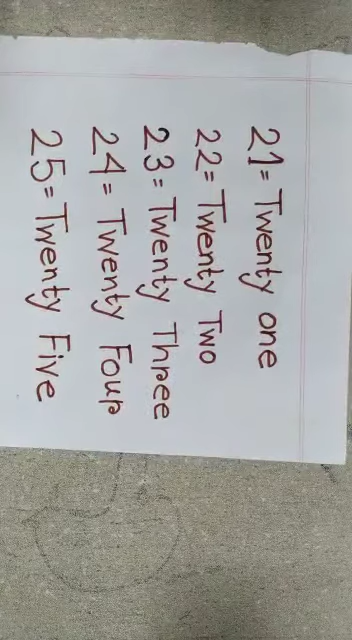 21= Twenty one
22= Twenty Two
23= Twenty Three
24= Twenty Four
25= Twenty Five